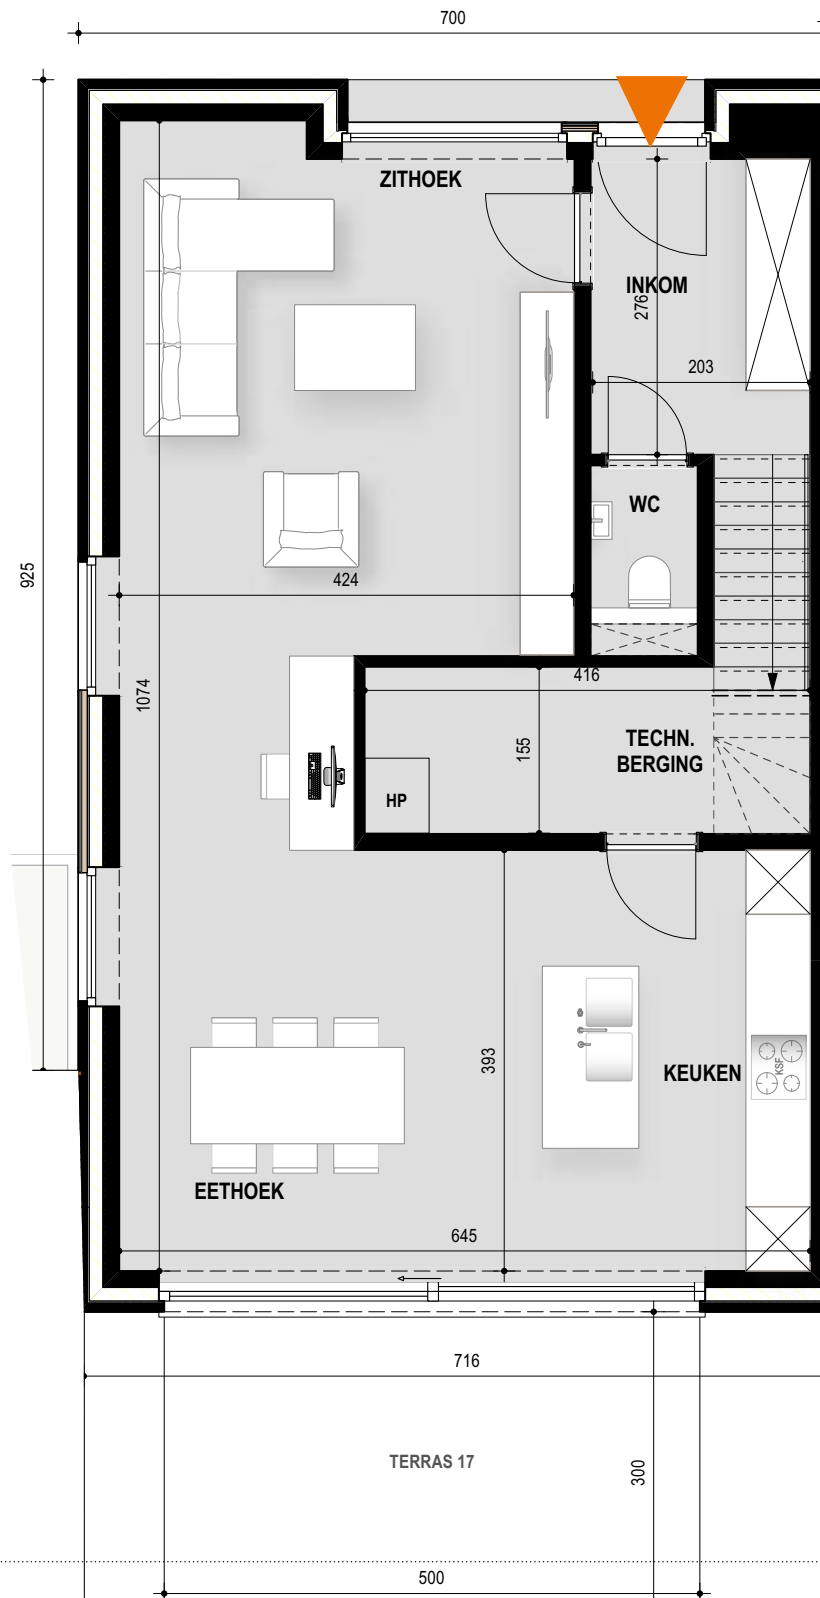 700
ZITHOEK
INKOM
276
203
WC
925
424
1074
416
TECHN.
BERGING
155
HP
393
KEUKEN
KSF
EETHOEK
645
716
TERRAS 17
300
500